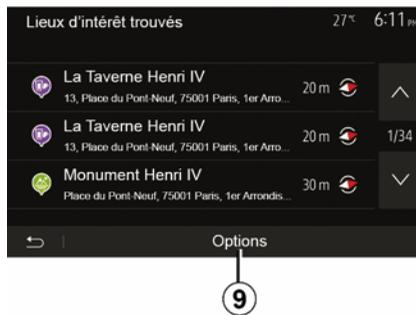 Lieux d'intérêt trouvés 27°C 6:11 PM
La Taverne Henri IV
13, Place du Pont-Neuf, 75001 Paris, 1er Arro... 20 m
La Taverne Henri IV
13, Place du Pont-Neuf, 75001 Paris, 1er Arro... 20 m
1/34
Monument Henri IV
Place du Pont-Neuf, 75001 Paris, 1er Arrondis... 30 m
Options
9